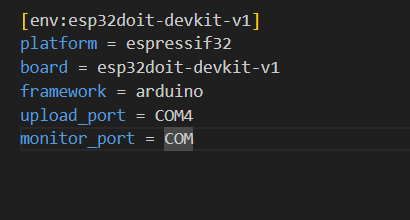 [env:esp32doit-devkit-v1]
platform = espressif32
board = esp32doit-devkit-v1
framework = arduino
upload_port = COM4
monitor_port = COM